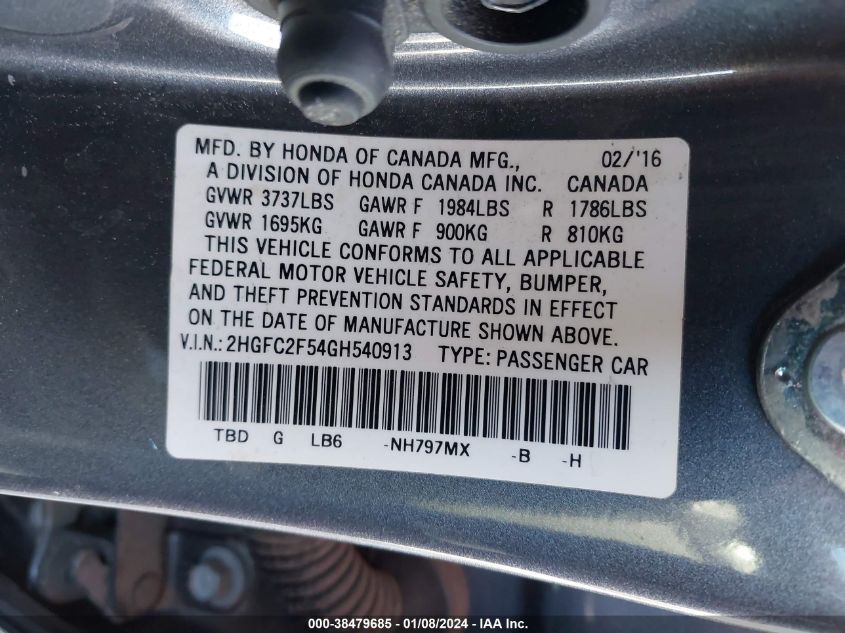 MFD. BY HONDA OF CANADA MFG., 02/'16
A DIVISION OF HONDA CANADA INC. CANADA
GVWR 3737LBS GAWR F 1984LBS R 1786LBS
GVWR 1695KG GAWR F 900KG R 810KG
THIS VEHICLE CONFORMS TO ALL APPLICABLE
FEDERAL MOTOR VEHICLE SAFETY, BUMPER,
AND THEFT PREVENTION STANDARDS IN EFFECT
ON THE DATE OF MANUFACTURE SHOWN ABOVE.
V.I.N.: 2HGFC2F54GH540913 TYPE: PASSENGER CAR
TBD G LB6 -NH797MX -B -H
000-38479685 - 01/08/2024 - IAA Inc.